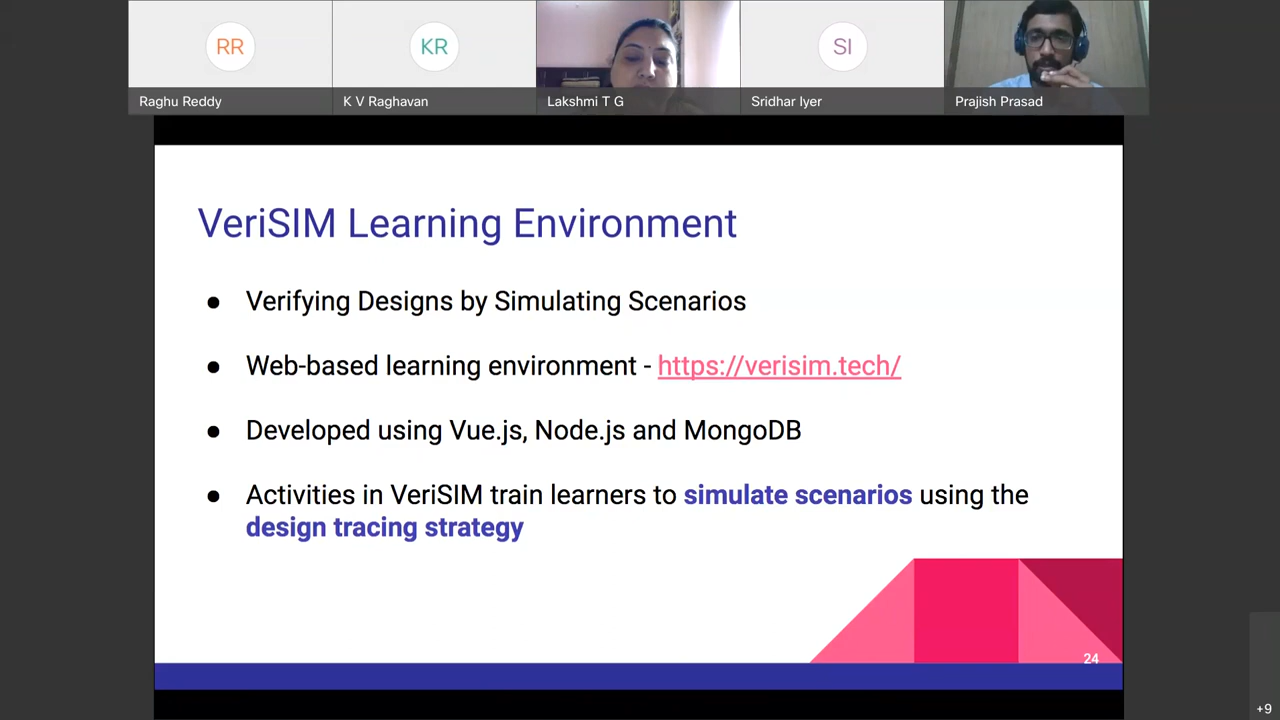 RR
KR
SI
Raghu Reddy
K V Raghavan
Lakshmi T G
Sridhar Iyer
Prajish Prasad
VeriSIM Learning Environment
● Verifying Designs by Simulating Scenarios
● Web-based learning environment - https://verisim.tech/
● Developed using Vue.js, Node.js and MongoDB
● Activities in VeriSIM train learners to simulate scenarios using the
design tracing strategy
24
+9